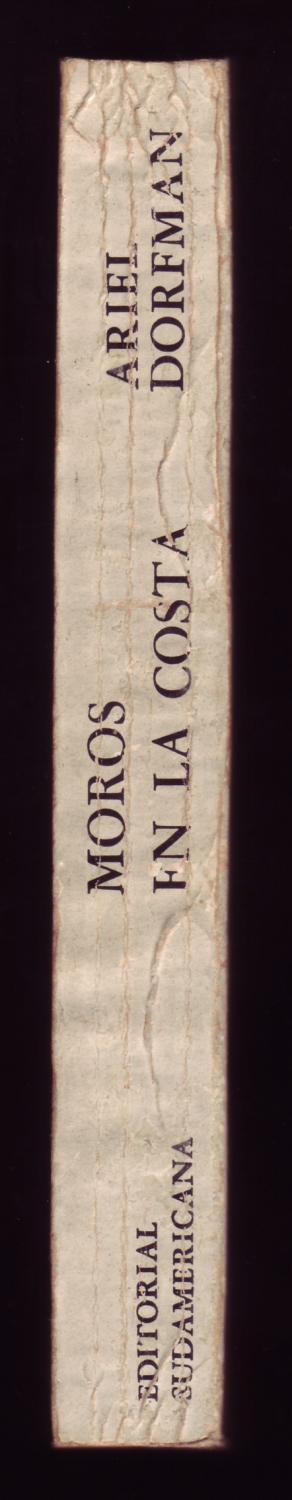 ARIEL
DORFMAN
MOROS
EN LA COSTA
EDITORIAL
SUDAMERICANA